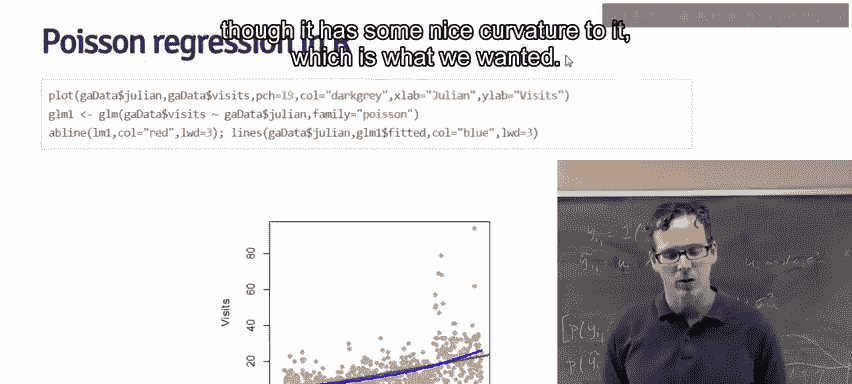 though it has some nice curvature to it,
which is what we wanted.
Poisson regression in R
plot(gaData$julian,gaData$visits,pch=19,col="darkgrey",xlab="Julian",ylab="Visits")
glm1 <- glm(gaData$visits ~ gaData$julian,family="poisson")
abline(lm1,col="red",lwd=3); lines(gaData$julian,glm1$fitted,col="blue",lwd=3)
Visits
80
60
40
20